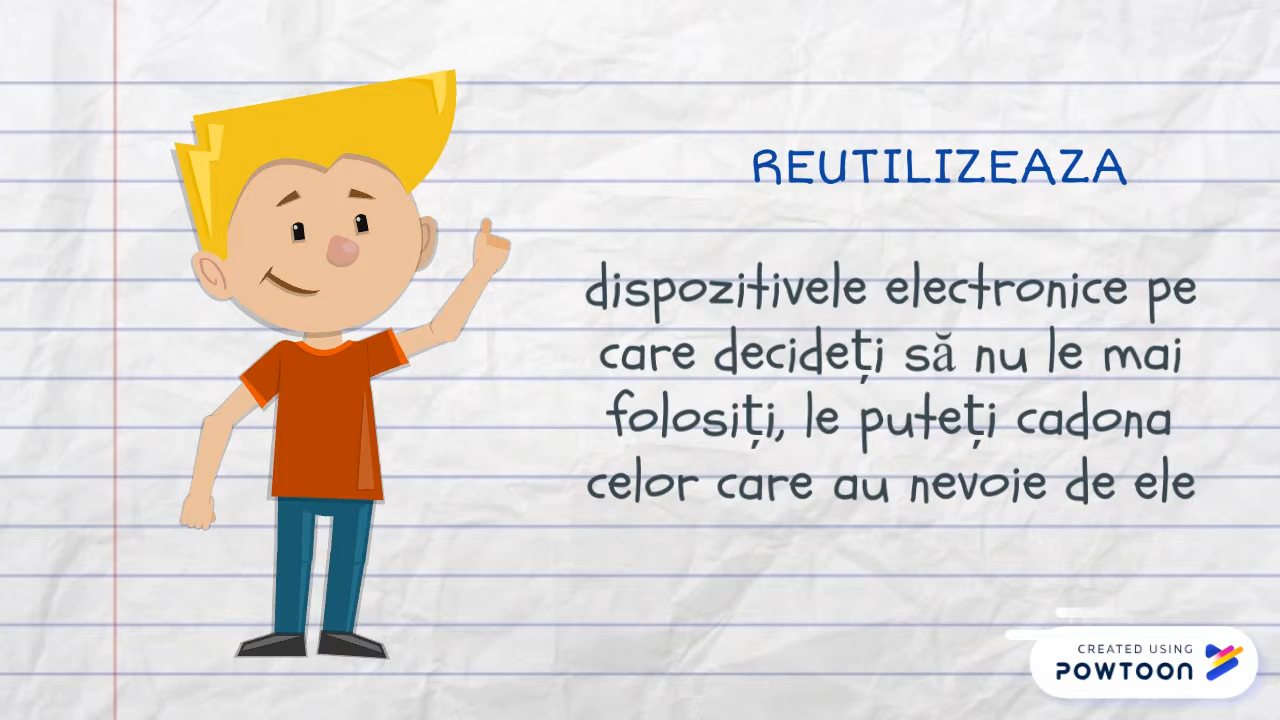 REUTILIZEAZA
dispozitivele electronice pe
care decideți să nu le mai
folosiți, le puteți cadona
celor care au nevoie de ele
CREATED USING
POWTOON